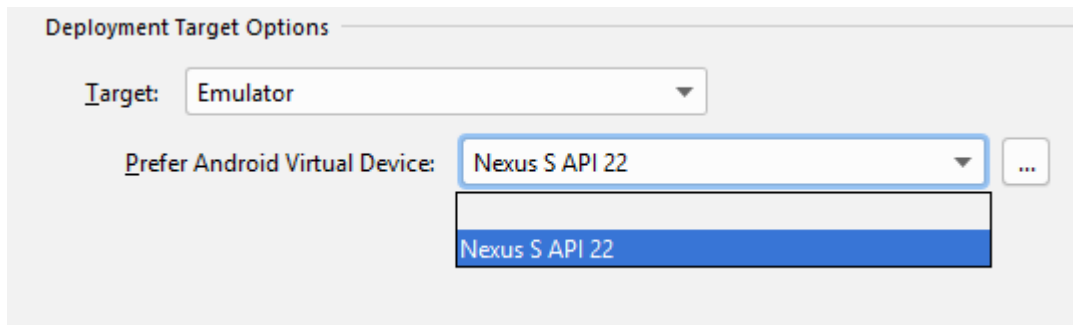 Deployment Target Options
Target: Emulator
Prefer Android Virtual Device: Nexus S API 22 ...
Nexus S API 22